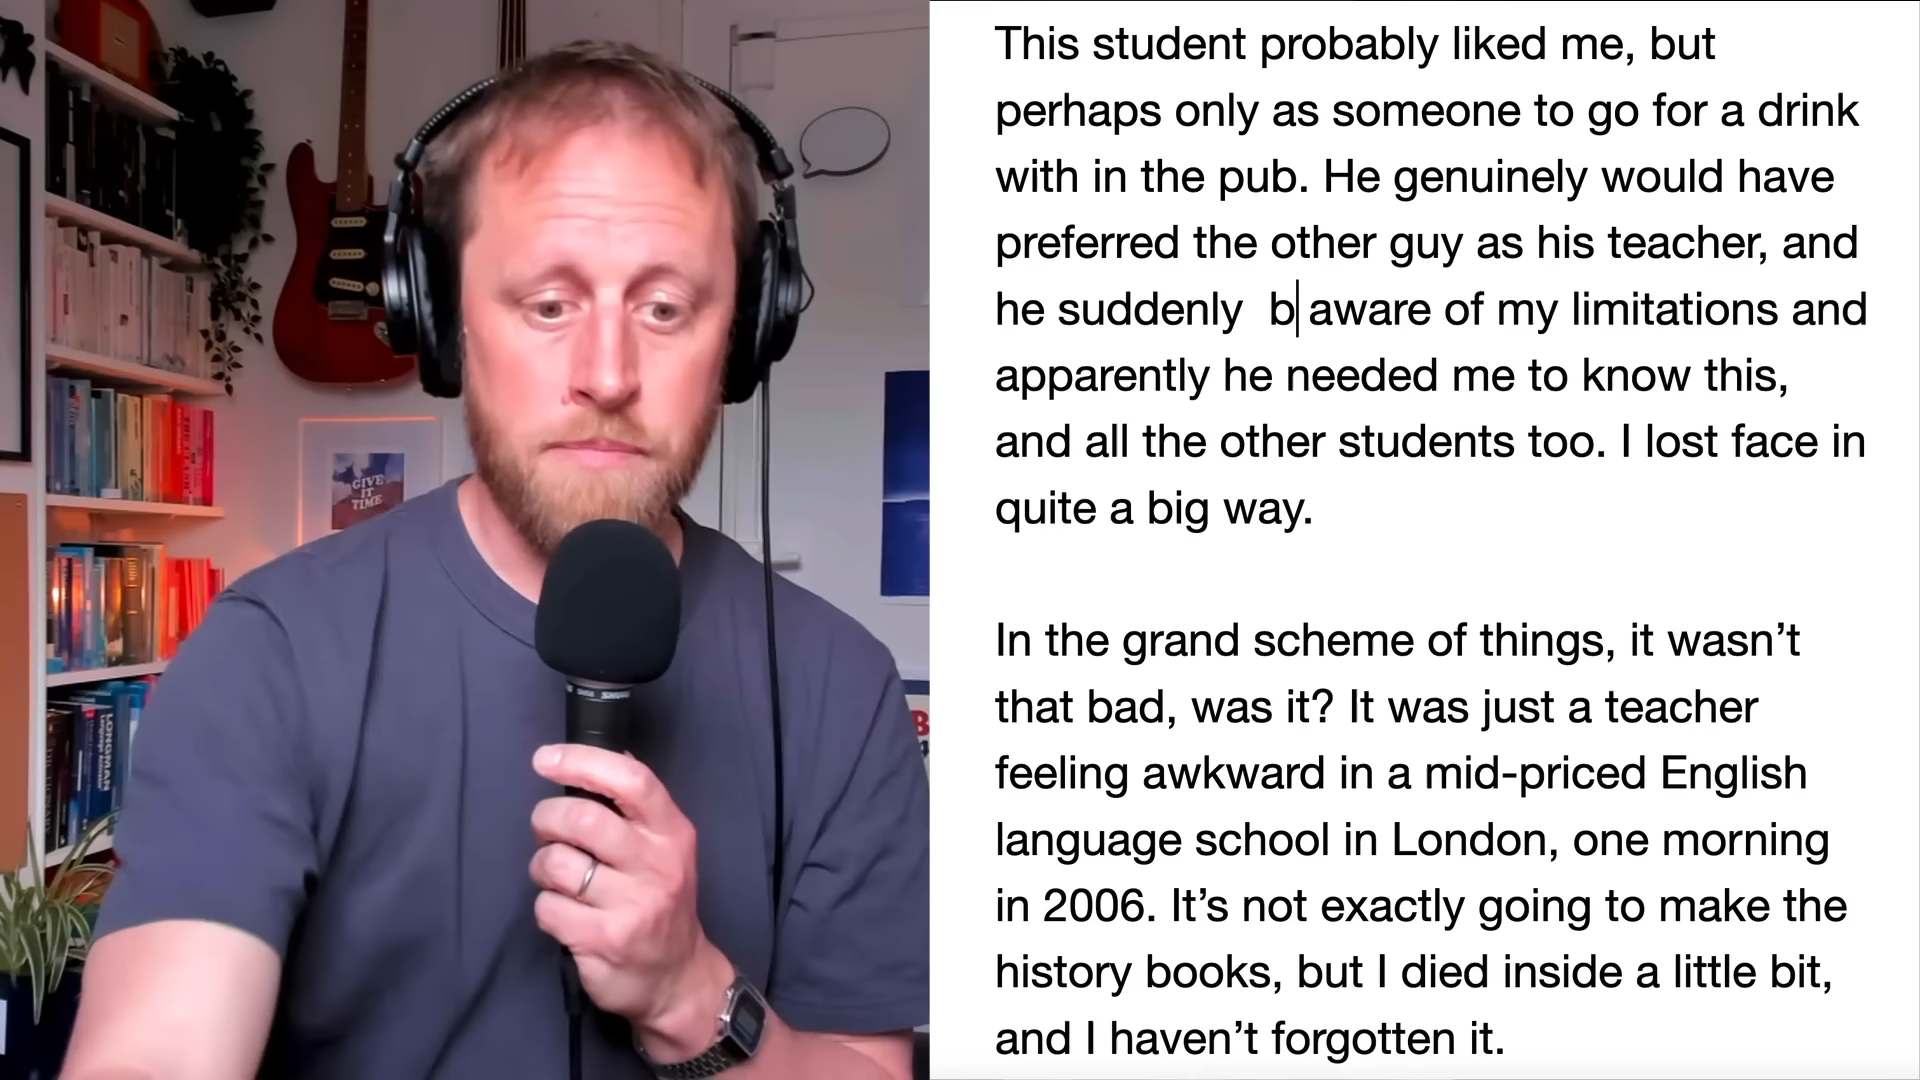 This student probably liked me, but
perhaps only as someone to go for a drink
with in the pub. He genuinely would have
preferred the other guy as his teacher, and
he suddenly  b aware of my limitations and
apparently he needed me to know this,
and all the other students too. I lost face in
quite a big way.
In the grand scheme of things, it wasn’t
that bad, was it? It was just a teacher
feeling awkward in a mid-priced English
language school in London, one morning
in 2006. It’s not exactly going to make the
history books, but I died inside a little bit,
and I haven’t forgotten it.
GIVE
IT
TIME
LONGMAN
SHURE
B